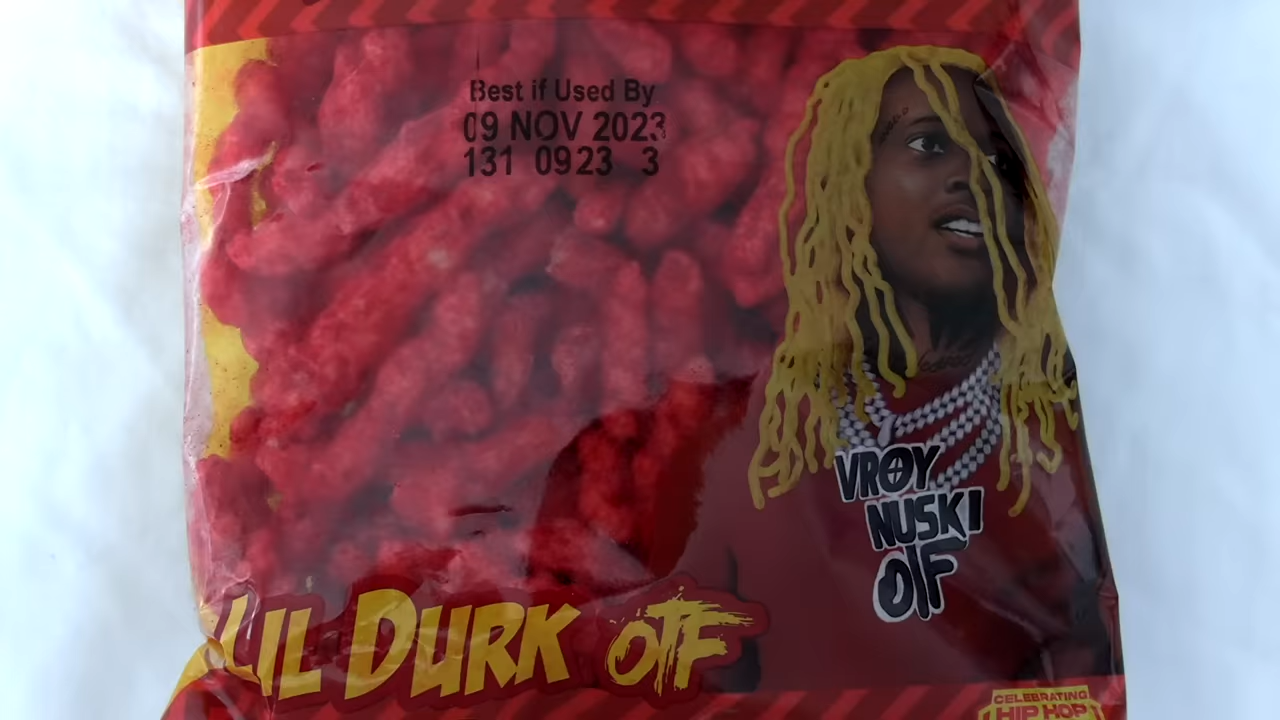 Best if Used By
09 NOV 2023
131 0923 3
VROY
NUSKI
OTF
LIL DURK OTF
CELEBRATING
HIP HOP